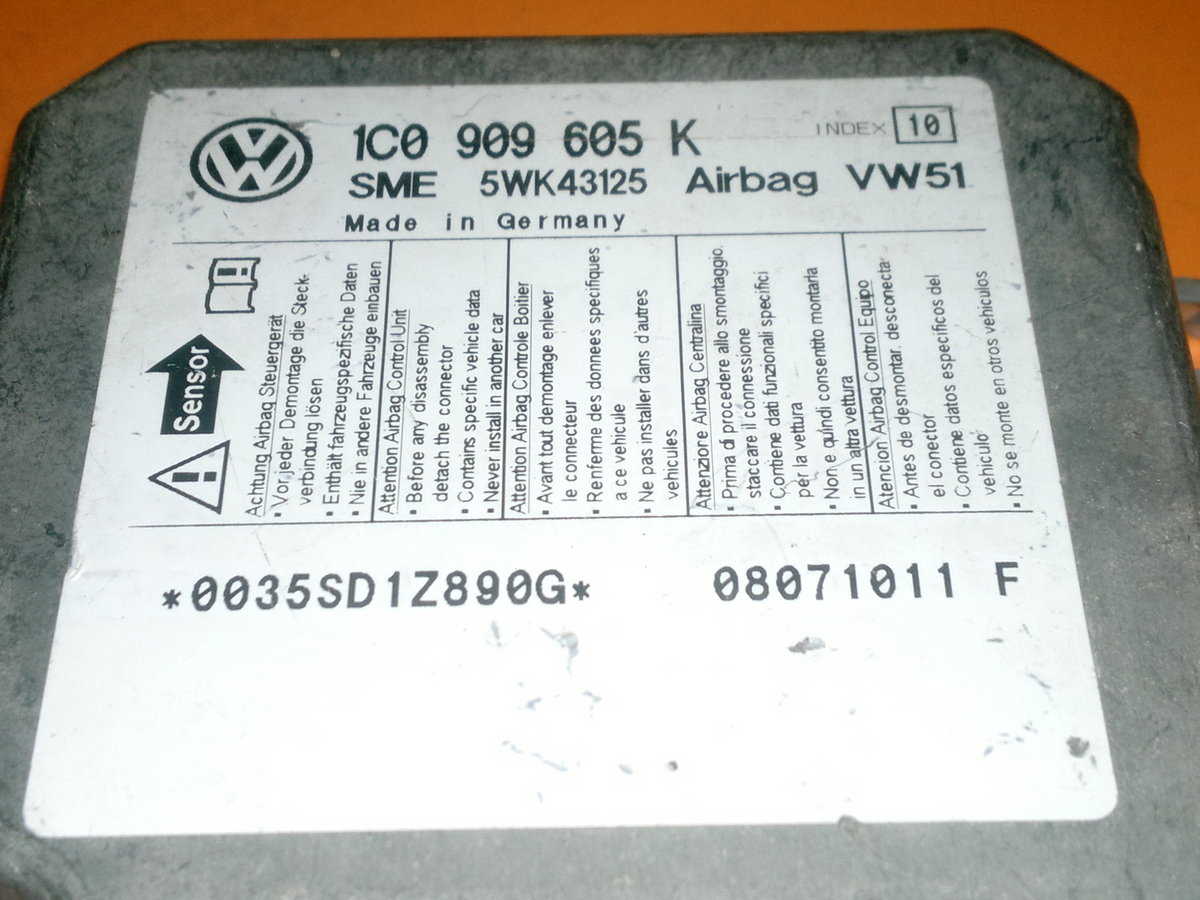 1C0 909 605 K
INDEX 10
SME 5WK43125 Airbag VW51
Made in Germany
Sensor
Achtung Airbag Steuergerät
▪ Vor jeder Demontage die Steck-
verbindung lösen
▪ Enthält fahrzeugspezifische Daten
▪ Nie in andere Fahrzeuge einbauen
Attention Airbag Control Unit
▪ Before any disassembly
detach the connector
▪ Contains specific vehicle data
▪ Never install in another car
Attention Airbag Controle Boitier
▪ Avant tout demontage enlever
le connecteur
▪ Renferme des donnees specifiques
a ce vehicule
▪ Ne pas installer dans d'autres
vehicules
Attenzione Airbag Centralina
▪ Prima di procedere allo smontaggio.
staccare il connessione
▪ Contiene dati funzionali specifici
per la vettura
▪ Non e quindi consentito montarla
in un altra vettura
Atencion Airbag Control Equipo
▪ Antes de desmontar. desconecta
el conector
▪ Contiene datos especificos del
vehiculo
▪ No se monte en otros vehiculos
*0035SD1Z890G*
08071011 F